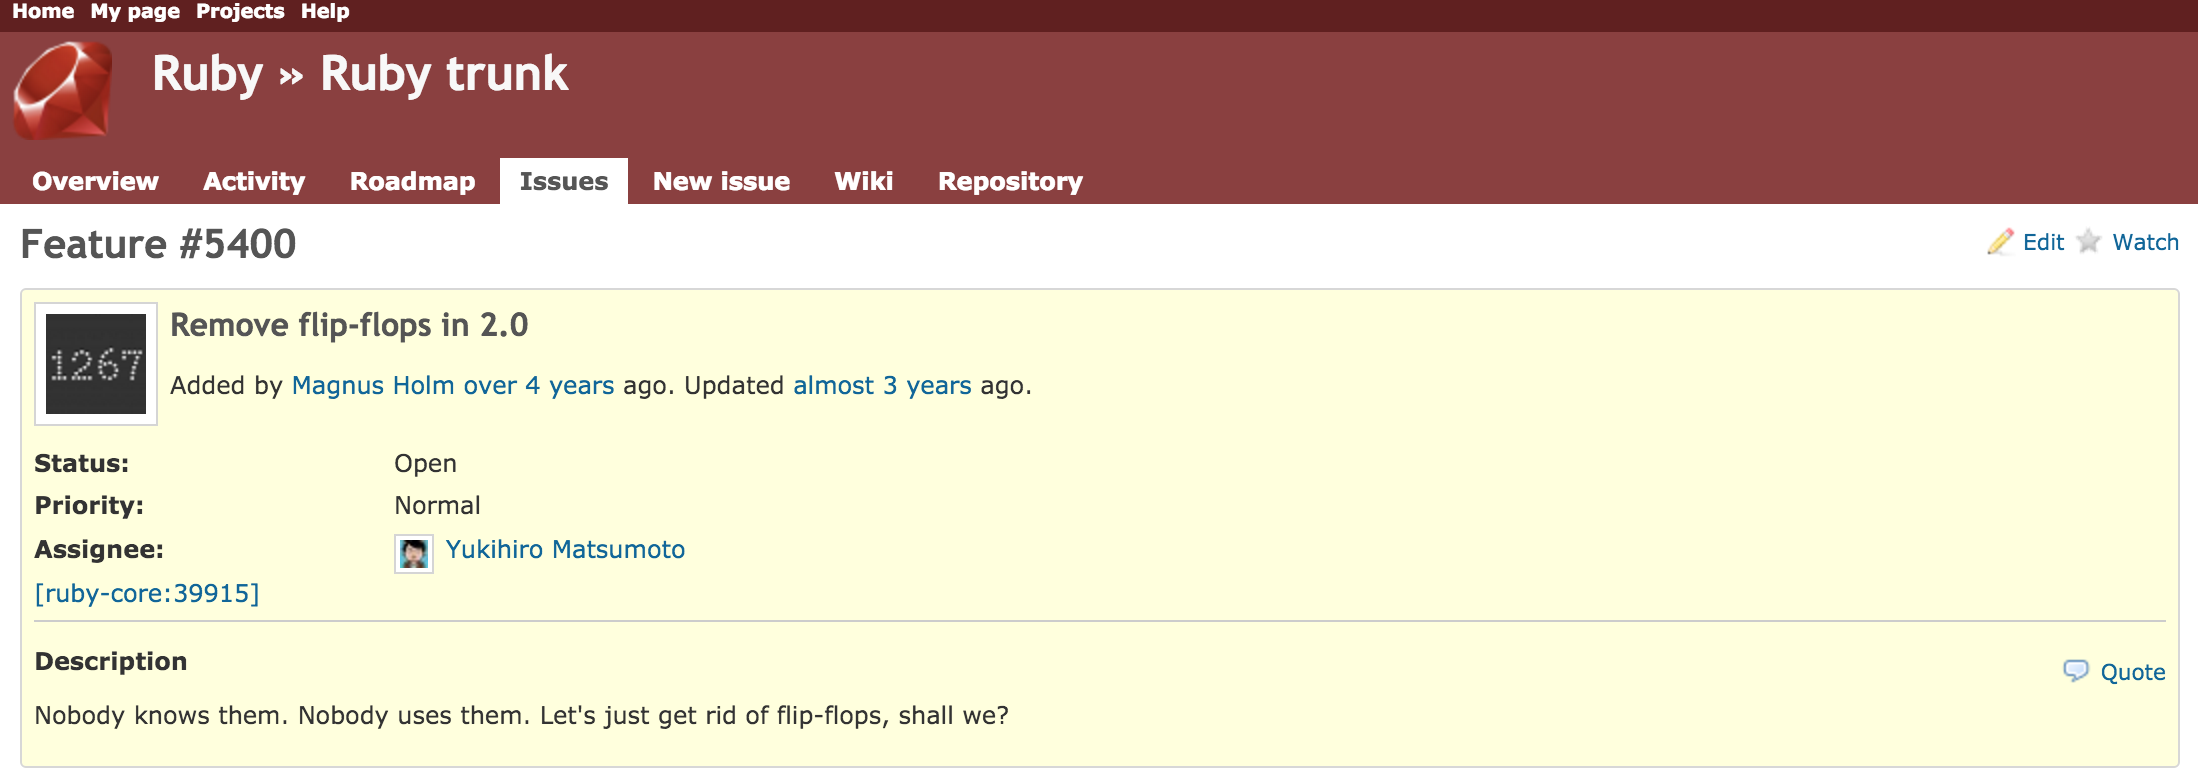 Home My page Projects Help
Ruby » Ruby trunk
Overview Activity Roadmap Issues New issue Wiki Repository
Feature #5400
Edit Watch
1267
Remove flip-flops in 2.0
Added by Magnus Holm over 4 years ago. Updated almost 3 years ago.
Status: Open
Priority: Normal
Assignee: Yukihiro Matsumoto
[ruby-core:39915]
Description
Quote
Nobody knows them. Nobody uses them. Let's just get rid of flip-flops, shall we?